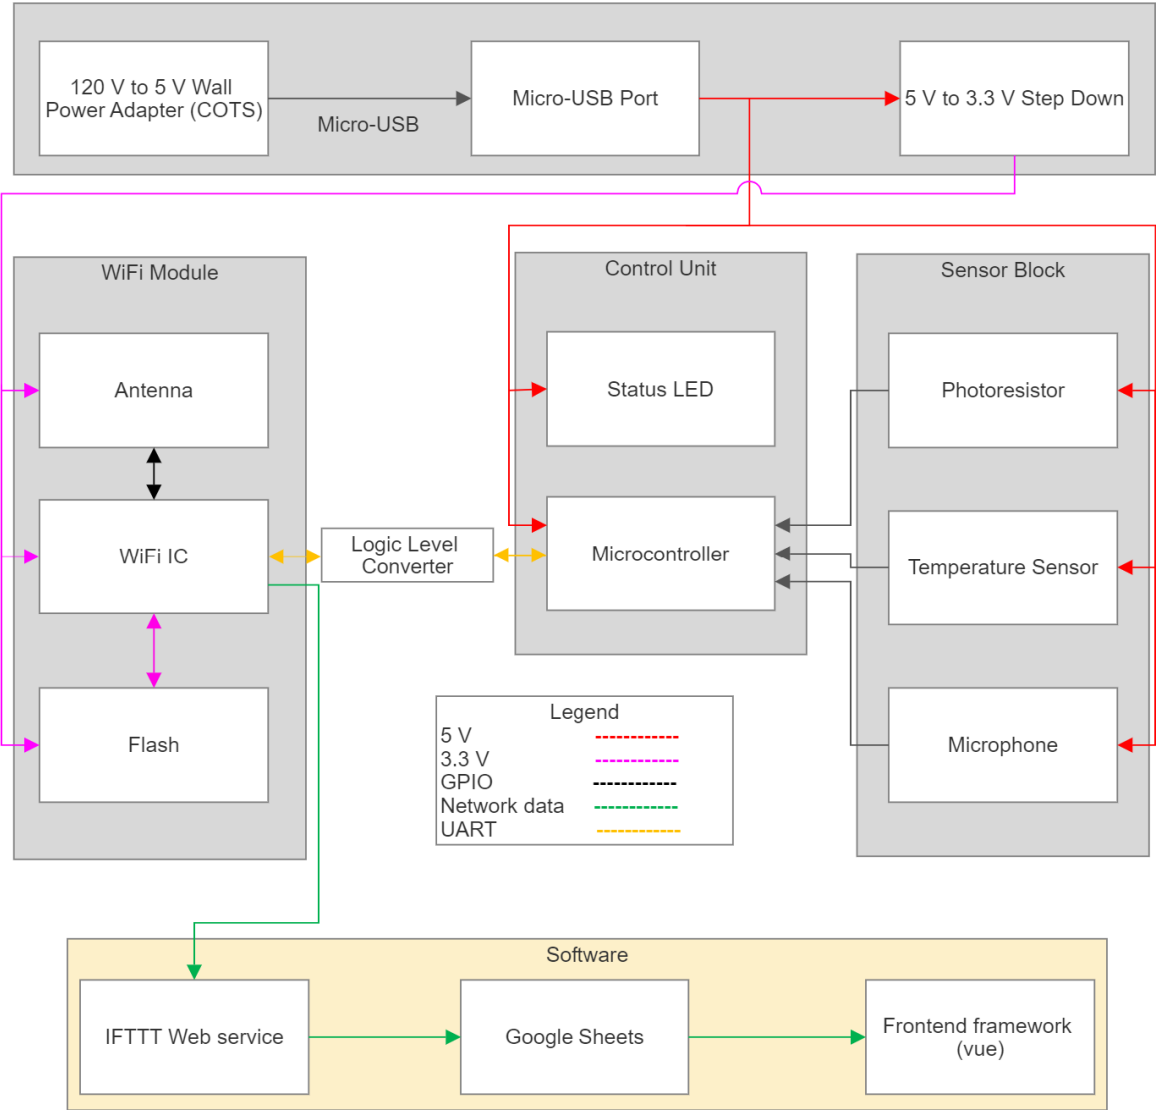 120 V to 5 V Wall
Power Adapter (COTS)
Micro-USB
Micro-USB Port
5 V to 3.3 V Step Down
WiFi Module
Antenna
WiFi IC
Flash
Logic Level
Converter
Control Unit
Status LED
Microcontroller
Sensor Block
Photoresistor
Temperature Sensor
Microphone
Legend
5 V
3.3 V
GPIO
Network data
UART
Software
IFTTT Web service
Google Sheets
Frontend framework
(vue)